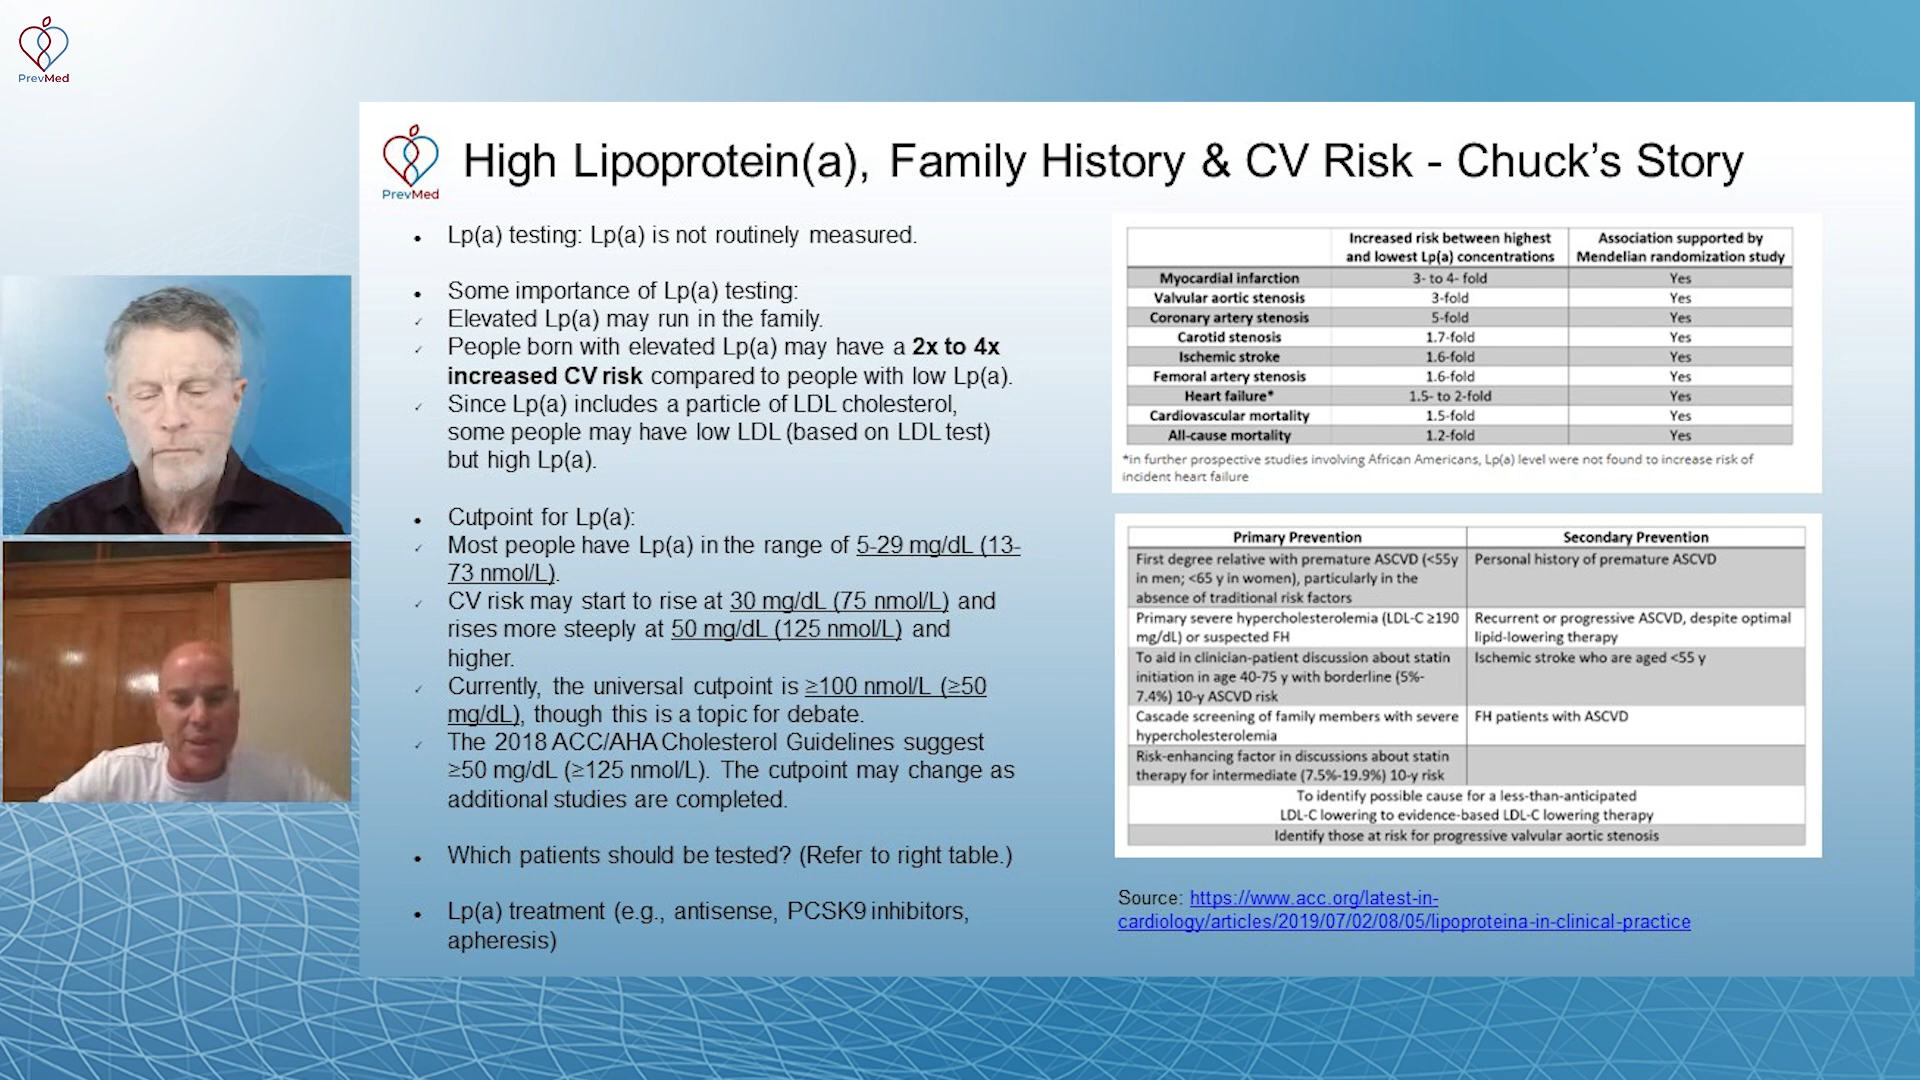 PrevMed
PrevMed
High Lipoprotein(a), Family History & CV Risk - Chuck's Story
• Lp(a) testing: Lp(a) is not routinely measured.
• Some importance of Lp(a) testing:
✓ Elevated Lp(a) may run in the family.
✓ People born with elevated Lp(a) may have a 2x to 4x
increased CV risk compared to people with low Lp(a).
✓ Since Lp(a) includes a particle of LDL cholesterol,
some people may have low LDL (based on LDL test)
but high Lp(a).
• Cutpoint for Lp(a):
✓ Most people have Lp(a) in the range of 5-29 mg/dL (13-
73 nmol/L).
✓ CV risk may start to rise at 30 mg/dL (75 nmol/L) and
rises more steeply at 50 mg/dL (125 nmol/L) and
higher.
✓ Currently, the universal cutpoint is ≥100 nmol/L (≥50
mg/dL), though this is a topic for debate.
✓ The 2018 ACC/AHA Cholesterol Guidelines suggest
≥50 mg/dL (≥125 nmol/L). The cutpoint may change as
additional studies are completed.
• Which patients should be tested? (Refer to right table.)
• Lp(a) treatment (e.g., antisense, PCSK9 inhibitors,
apheresis)
Increased risk between highest
and lowest Lp(a) concentrations
Association supported by
Mendelian randomization study
Myocardial infarction 3- to 4- fold Yes
Valvular aortic stenosis 3-fold Yes
Coronary artery stenosis 5-fold Yes
Carotid stenosis 1.7-fold Yes
Ischemic stroke 1.6-fold Yes
Femoral artery stenosis 1.6-fold Yes
Heart failure* 1.5- to 2-fold Yes
Cardiovascular mortality 1.5-fold Yes
All-cause mortality 1.2-fold Yes
*in further prospective studies involving African Americans, Lp(a) level were not found to increase risk of
incident heart failure
Primary Prevention Secondary Prevention
First degree relative with premature ASCVD (<55y
in men; <65 y in women), particularly in the
absence of traditional risk factors
Personal history of premature ASCVD
Primary severe hypercholesterolemia (LDL-C ≥190
mg/dL) or suspected FH
Recurrent or progressive ASCVD, despite optimal
lipid-lowering therapy
To aid in clinician-patient discussion about statin
initiation in age 40-75 y with borderline (5%-
7.4%) 10-y ASCVD risk
Ischemic stroke who are aged <55 y
Cascade screening of family members with severe
hypercholesterolemia
FH patients with ASCVD
Risk-enhancing factor in discussions about statin
therapy for intermediate (7.5%-19.9%) 10-y risk
To identify possible cause for a less-than-anticipated
LDL-C lowering to evidence-based LDL-C lowering therapy
Identify those at risk for progressive valvular aortic stenosis
Source: https://www.acc.org/latest-in-
cardiology/articles/2019/07/02/08/05/lipoproteina-in-clinical-practice